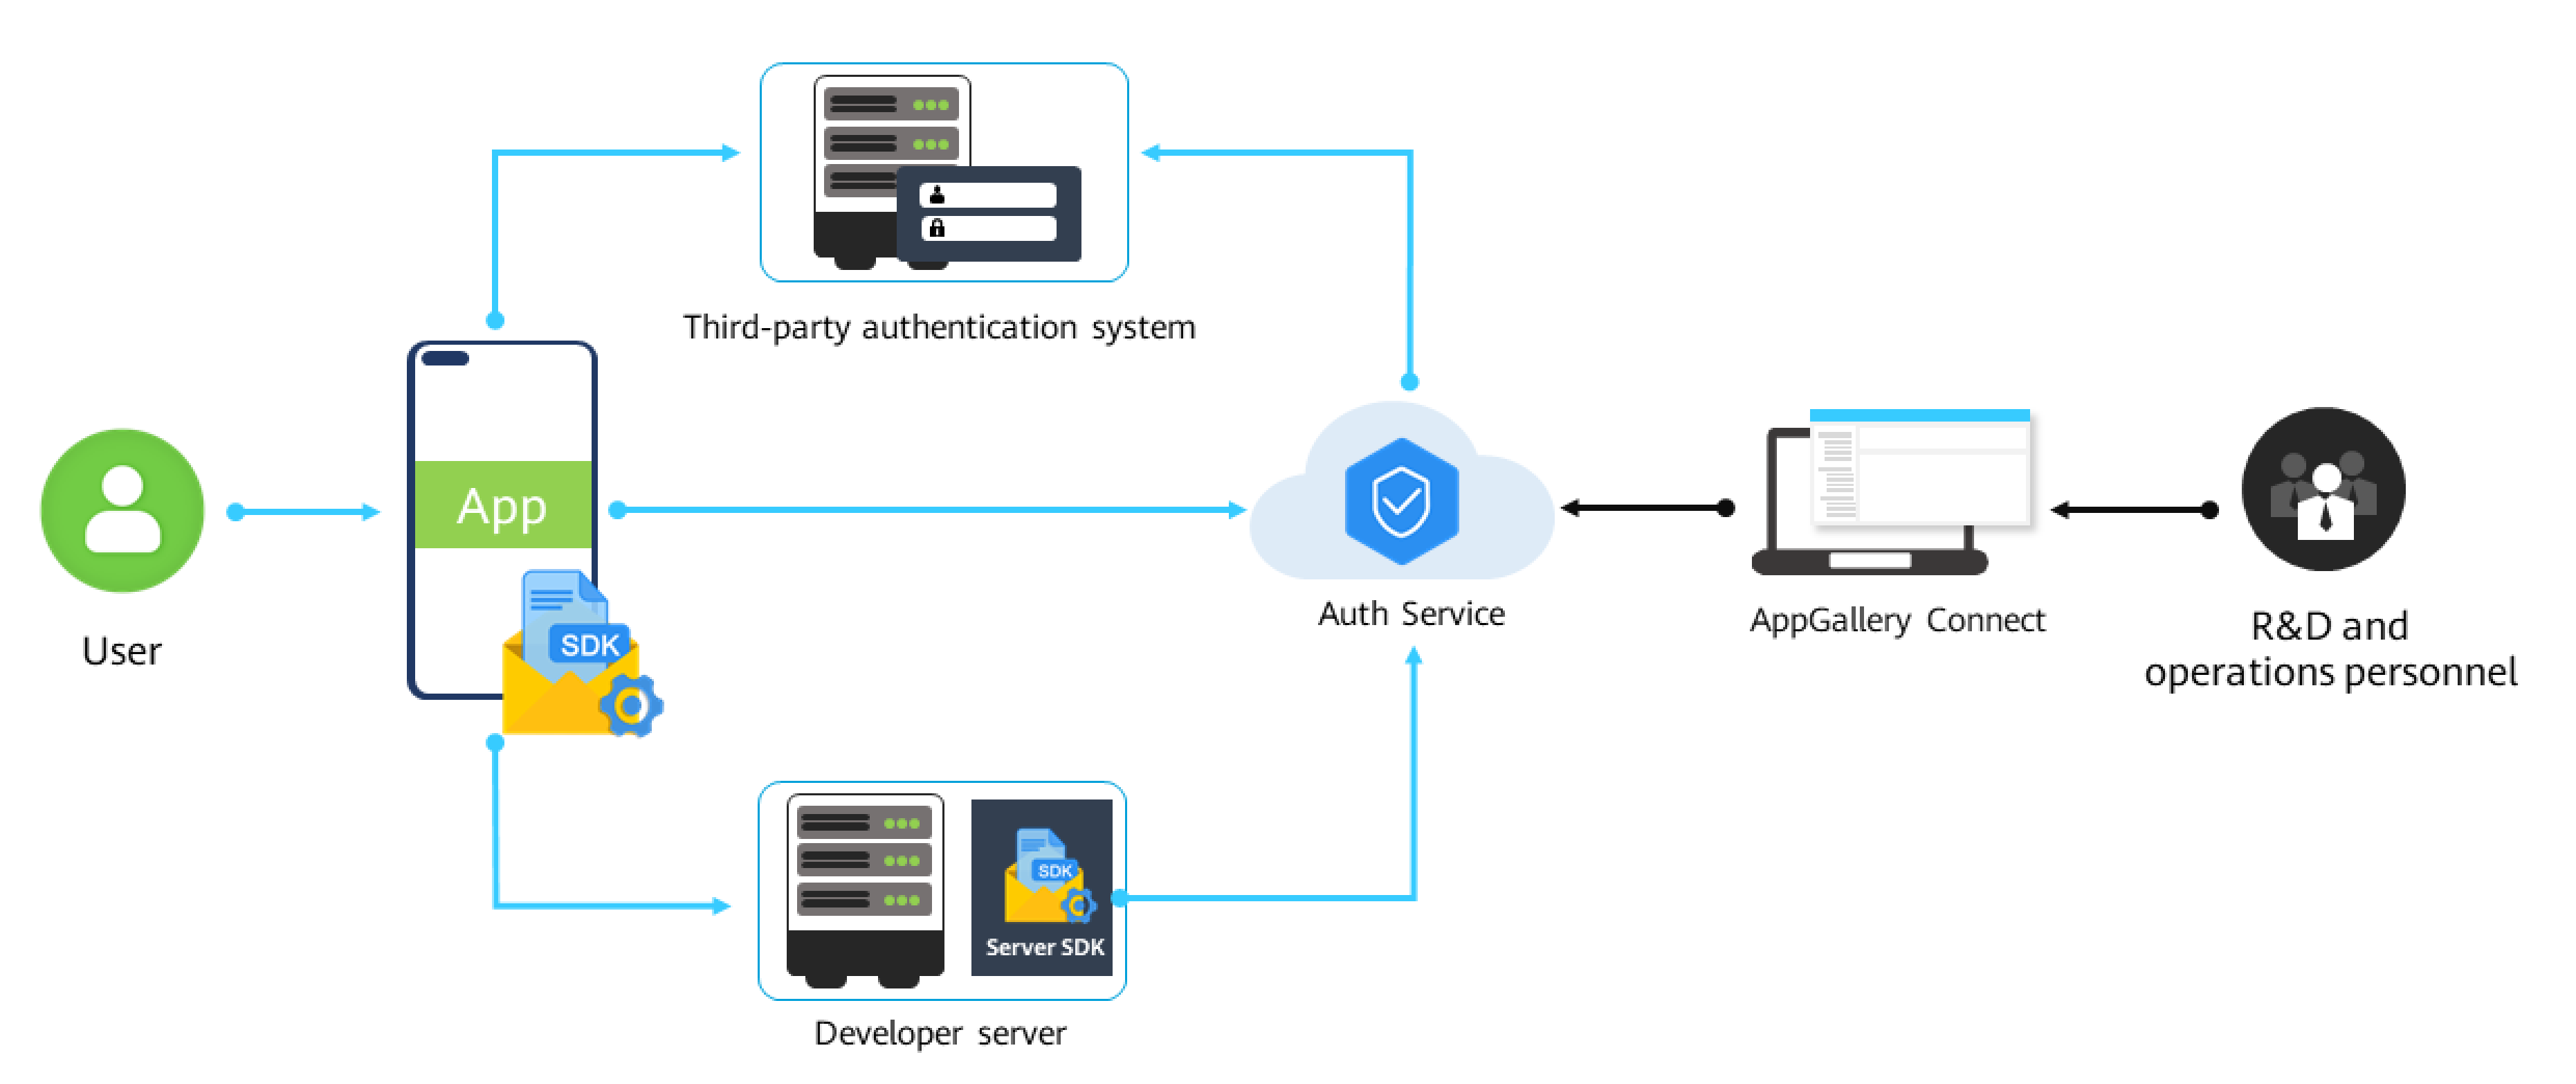 Third-party authentication system
App
SDK
User
Auth Service
AppGallery Connect
R&D and
operations personnel
SDK
Server SDK
Developer server